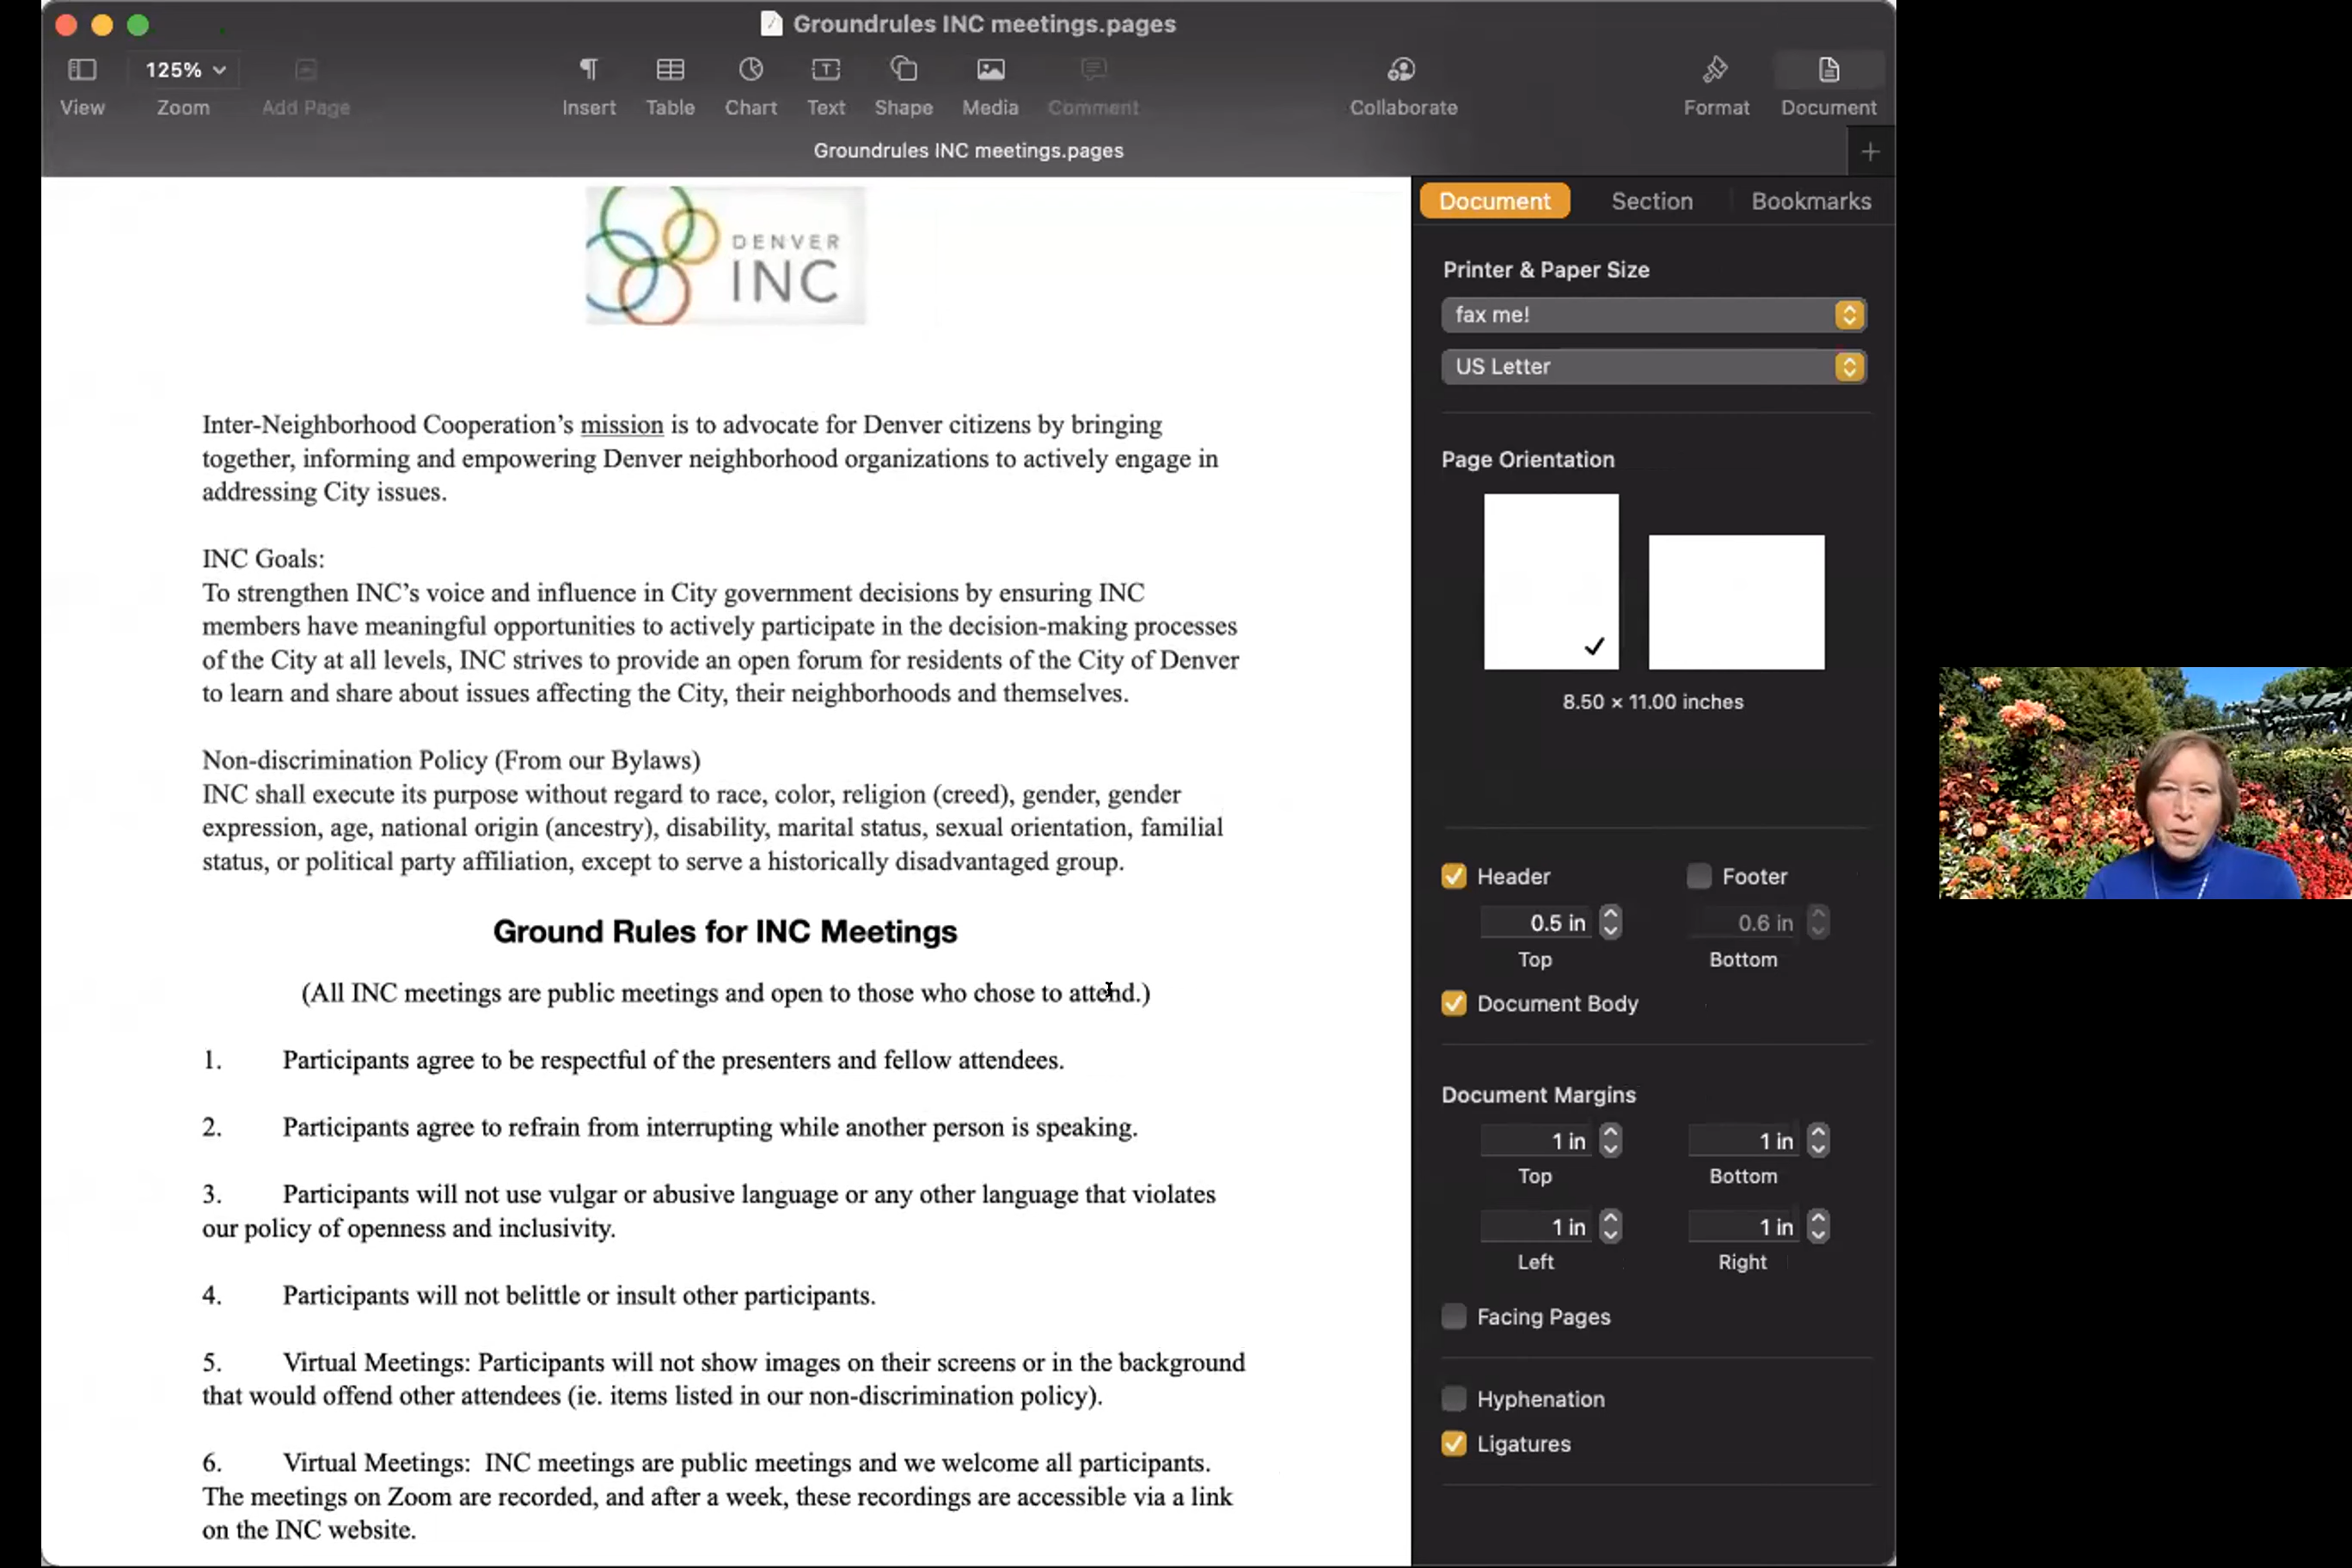 Groundrules INC meetings.pages
125%
View
Zoom
Add Page
Insert
Table
Chart
Text
Shape
Media
Comment
Collaborate
Format
Document
Groundrules INC meetings.pages
DENVER
INC
Inter-Neighborhood Cooperation’s mission is to advocate for Denver citizens by bringing
together, informing and empowering Denver neighborhood organizations to actively engage in
addressing City issues.
INC Goals:
To strengthen INC’s voice and influence in City government decisions by ensuring INC
members have meaningful opportunities to actively participate in the decision-making processes
of the City at all levels, INC strives to provide an open forum for residents of the City of Denver
to learn and share about issues affecting the City, their neighborhoods and themselves.
Non-discrimination Policy (From our Bylaws)
INC shall execute its purpose without regard to race, color, religion (creed), gender, gender
expression, age, national origin (ancestry), disability, marital status, sexual orientation, familial
status, or political party affiliation, except to serve a historically disadvantaged group.
Ground Rules for INC Meetings
(All INC meetings are public meetings and open to those who chose to attend.)
1. Participants agree to be respectful of the presenters and fellow attendees.
2. Participants agree to refrain from interrupting while another person is speaking.
3. Participants will not use vulgar or abusive language or any other language that violates
our policy of openness and inclusivity.
4. Participants will not belittle or insult other participants.
5. Virtual Meetings: Participants will not show images on their screens or in the background
that would offend other attendees (ie. items listed in our non-discrimination policy).
6. Virtual Meetings: INC meetings are public meetings and we welcome all participants.
The meetings on Zoom are recorded, and after a week, these recordings are accessible via a link
on the INC website.
Document
Section
Bookmarks
Printer & Paper Size
fax me!
US Letter
Page Orientation
8.50 × 11.00 inches
Header
Footer
0.5 in
0.6 in
Top
Bottom
Document Body
Document Margins
1 in
1 in
Top
Bottom
1 in
1 in
Left
Right
Facing Pages
Hyphenation
Ligatures